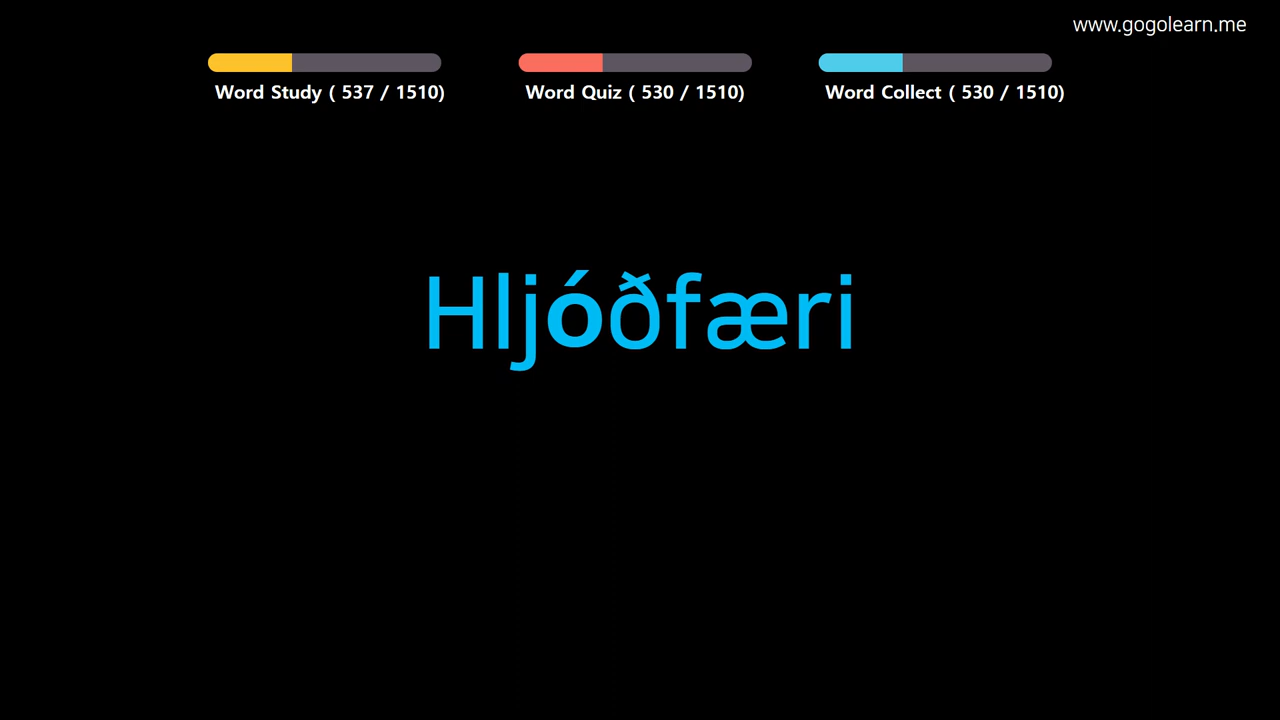 www.gogolearn.me
Word Study ( 537 / 1510)
Word Quiz ( 530 / 1510)
Word Collect ( 530 / 1510)
Hljóðfæri